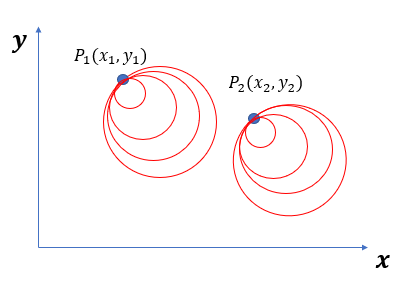 y
P₁(x₁, y₁)
P₂(x₂, y₂)
x